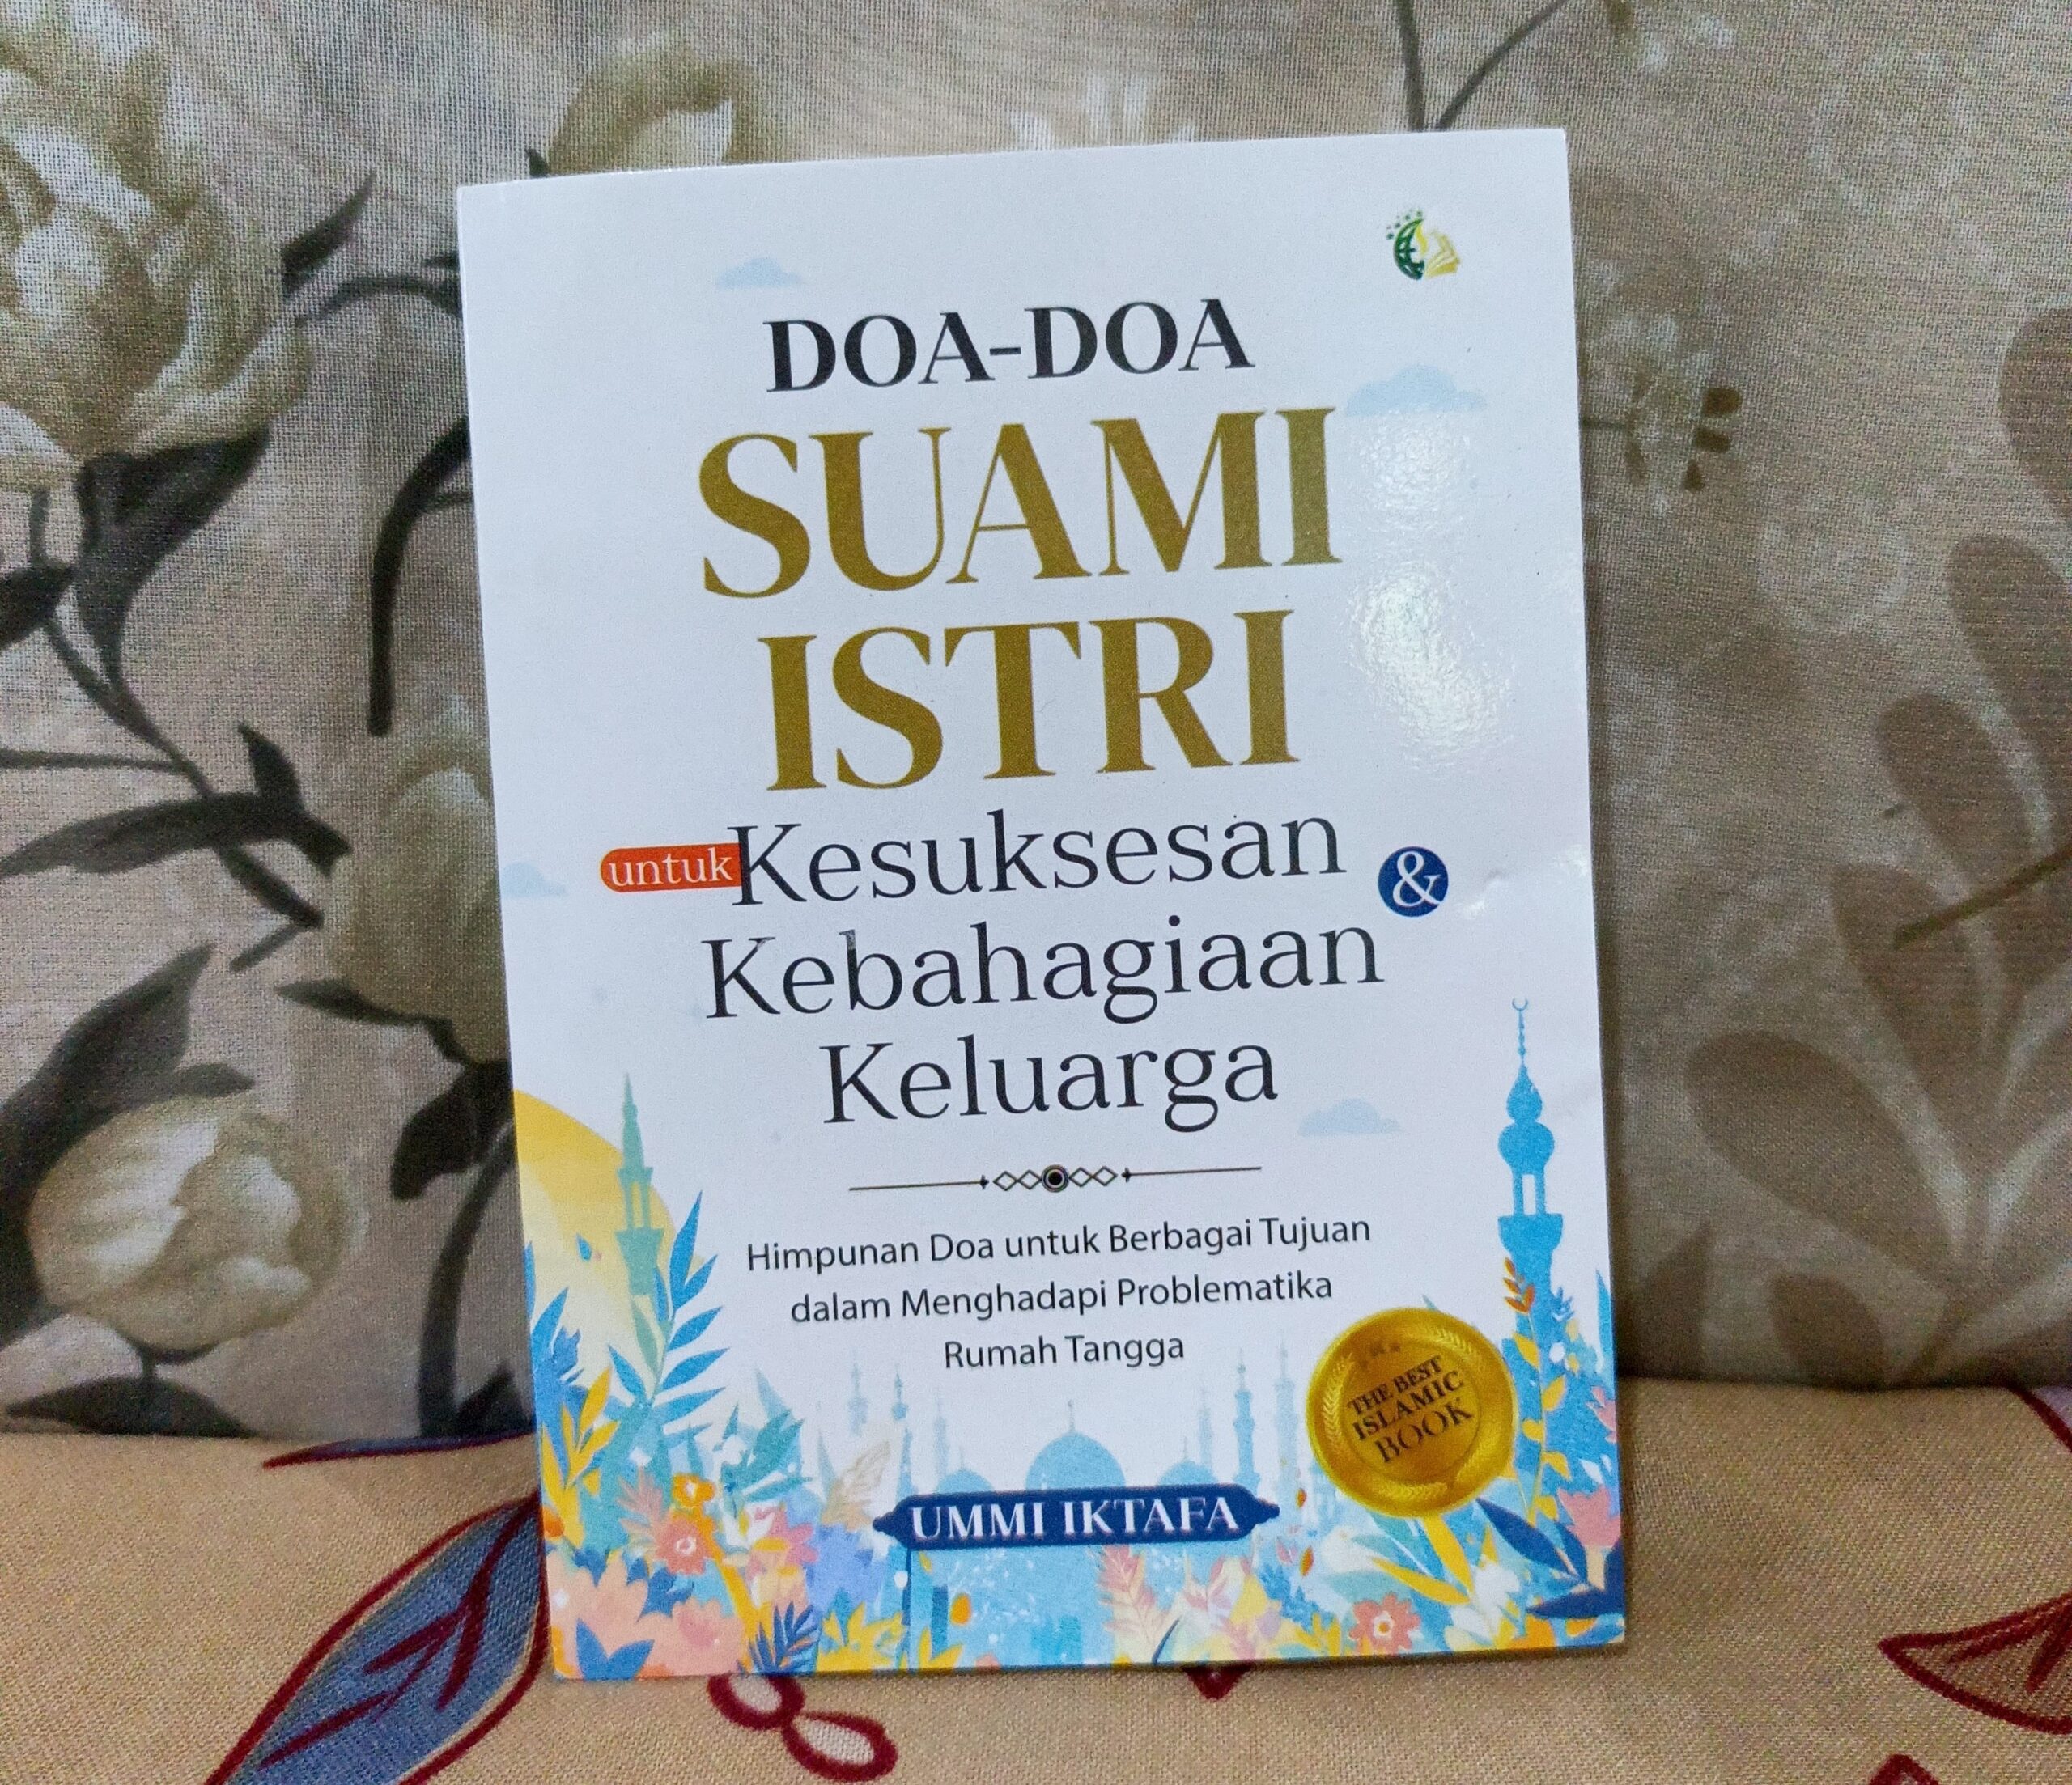 DOA-DOA
SUAMI
ISTRI
untuk Kesuksesan &
Kebahagiaan
Keluarga
Himpunan Doa untuk Berbagai Tujuan
dalam Menghadapi Problematika
Rumah Tangga
THE BEST
ISLAMIC
BOOK
UMMI IKTAFA